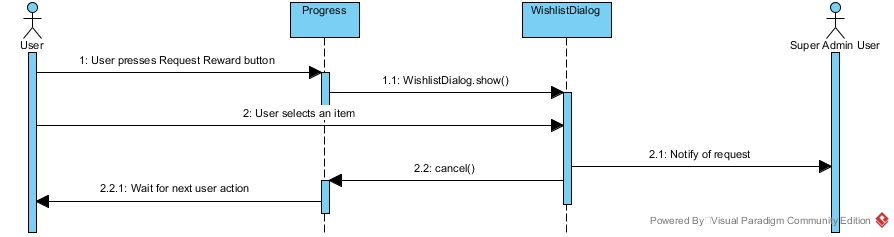 Progress
WishlistDialog
User
Super Admin User
1: User presses Request Reward button
1.1: WishlistDialog.show()
2: User selects an item
2.1: Notify of request
2.2: cancel()
2.2.1: Wait for next user action
Powered By Visual Paradigm Community Edition